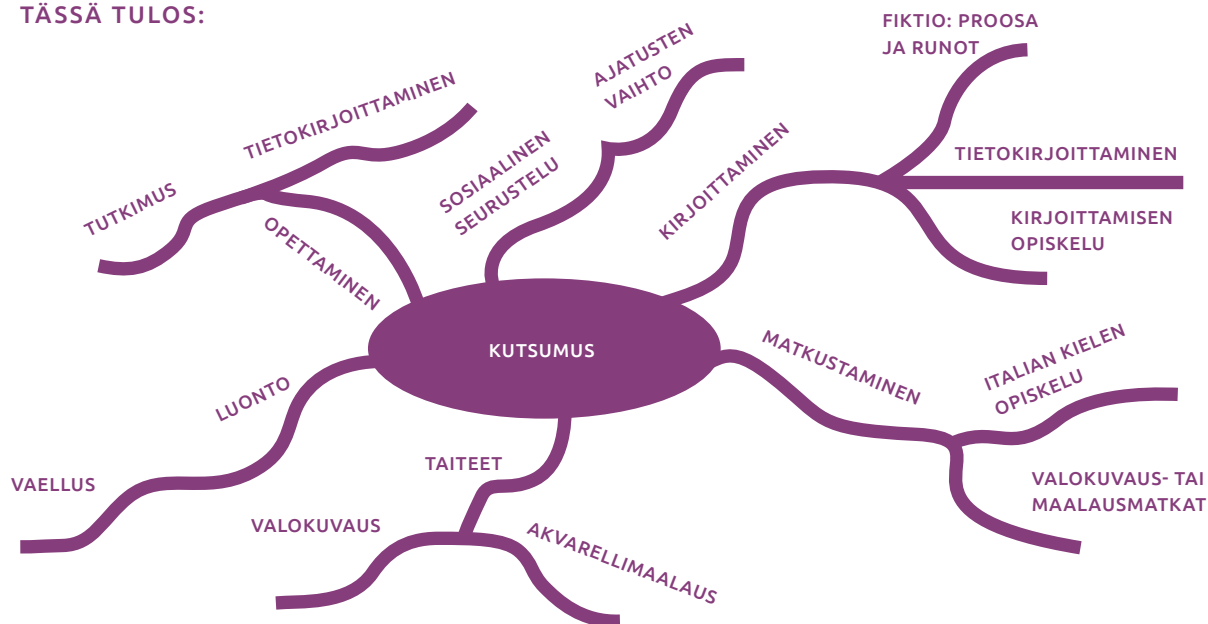 TÄSSÄ TULOS:
FIKTIO: PROOSA
JA RUNOT
AJATUSTEN
VAIHTO
TIETOKIRJOITTAMINEN
SOSIAALINEN
SEURUSTELU
KIRJOITTAMINEN
TIETOKIRJOITTAMINEN
TUTKIMUS
OPETTAMINEN
KIRJOITTAMISEN
OPISKELU
KUTSUMUS
MATKUSTAMINEN
ITALIAN KIELEN
OPISKELU
LUONTO
VAELLUS
TAITEET
VALOKUVAUS- TAI
MAALAUSMATKAT
VALOKUVAUS
AKVARELLIMAALAUS